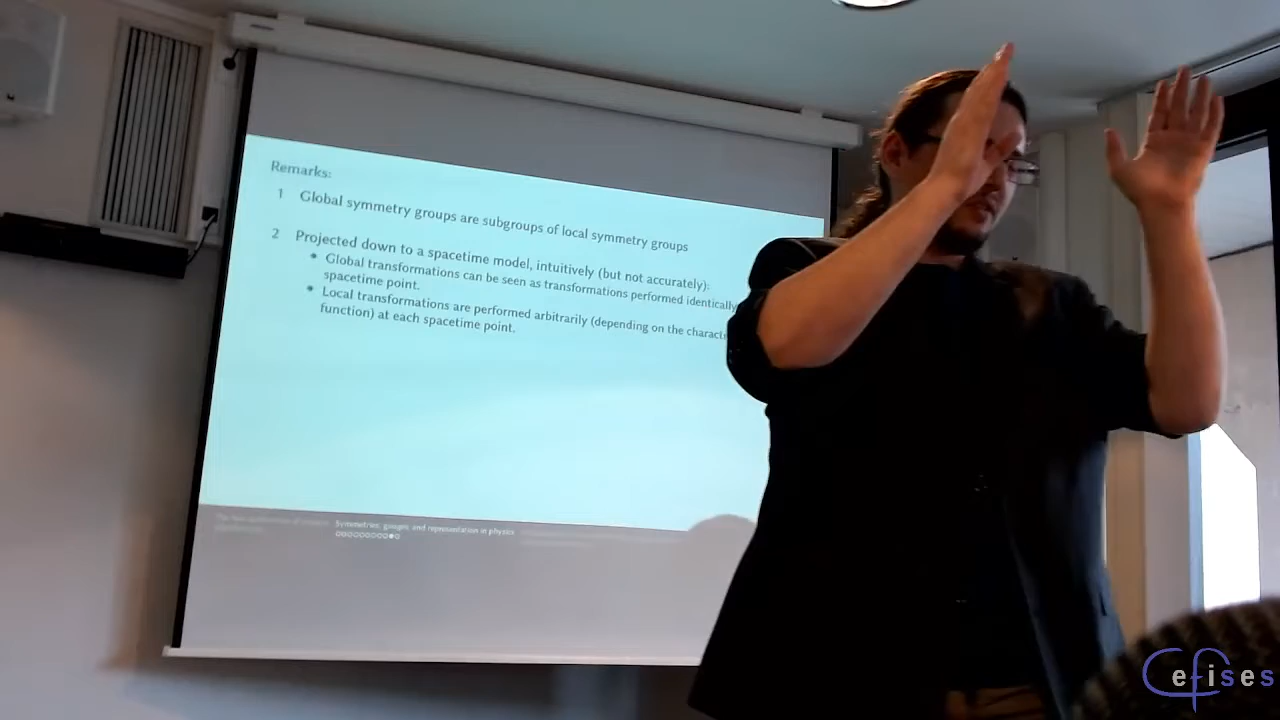 Remarks:
1 Global symmetry groups are subgroups of local symmetry groups
2 Projected down to a spacetime model, intuitively (but not accurately):
• Global transformations can be seen as transformations performed identically
spacetime point.
• Local transformations are performed arbitrarily (depending on the
function) at each spacetime point.
Symmetries, gauges and representation in physics
Cefises